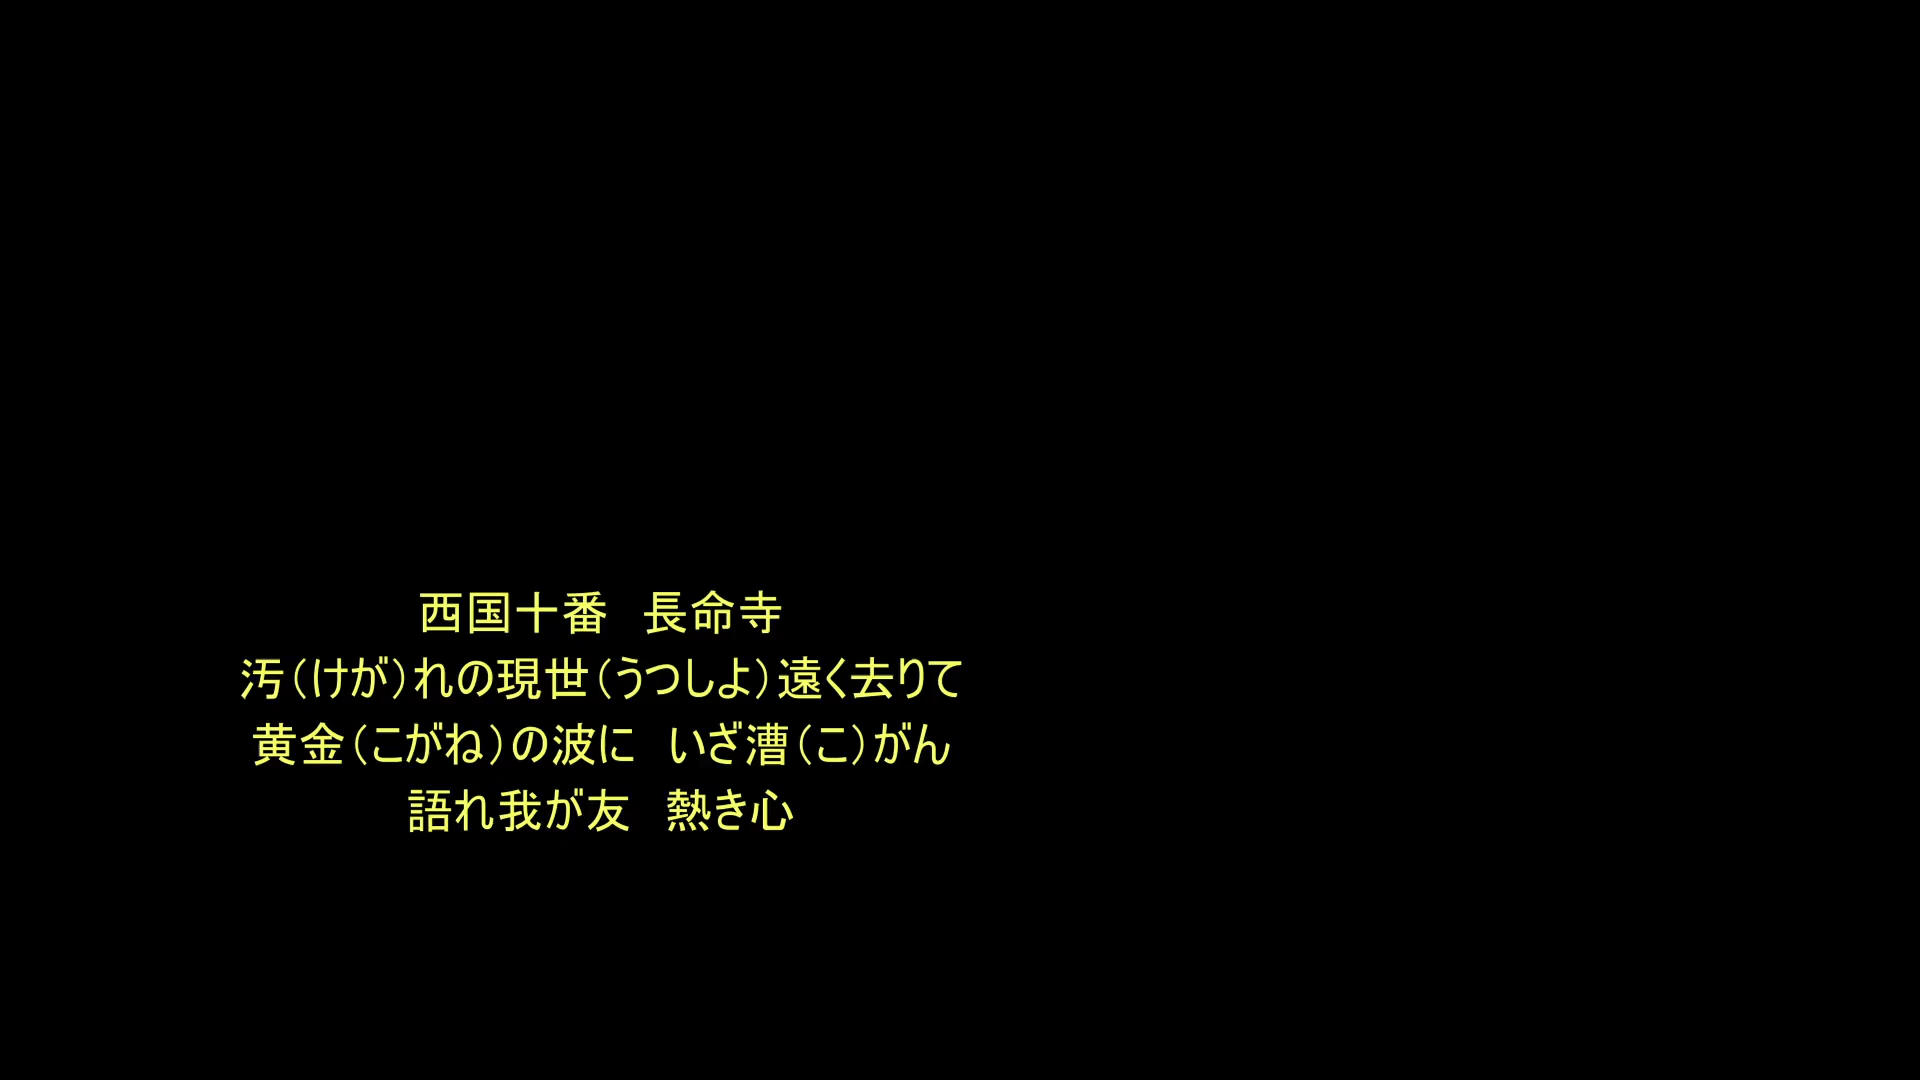 西国十番　長命寺
汚（けが）れの現世（うつしよ）遠く去りて
黄金（こがね）の波に　いざ漕（こ）がん
語れ我が友　熱き心